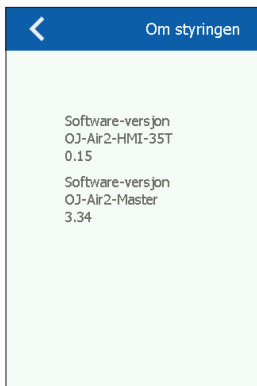 Om styringen
Software-versjon
OJ-Air2-HMI-35T
0.15
Software-versjon
OJ-Air2-Master
3.34